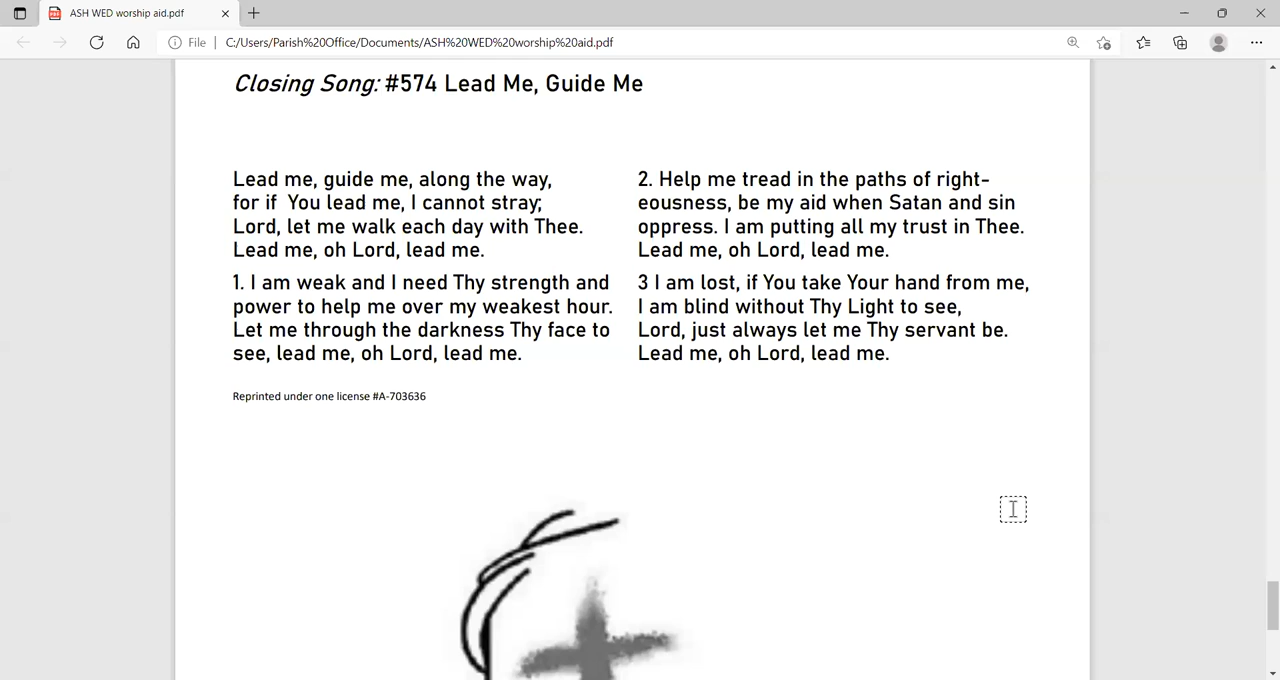 ASH WED worship aid.pdf
File
C:/Users/Parish%20Office/Documents/ASH%20WED%20worship%20aid.pdf
Closing Song: #574 Lead Me, Guide Me
Lead me, guide me, along the way,
for if You lead me, I cannot stray;
Lord, let me walk each day with Thee.
Lead me, oh Lord, lead me.
1. I am weak and I need Thy strength and
power to help me over my weakest hour.
Let me through the darkness Thy face to
see, lead me, oh Lord, lead me.
2. Help me tread in the paths of right-
eousness, be my aid when Satan and sin
oppress. I am putting all my trust in Thee.
Lead me, oh Lord, lead me.
3 I am lost, if You take Your hand from me,
I am blind without Thy Light to see,
Lord, just always let me Thy servant be.
Lead me, oh Lord, lead me.
Reprinted under one license #A-703636